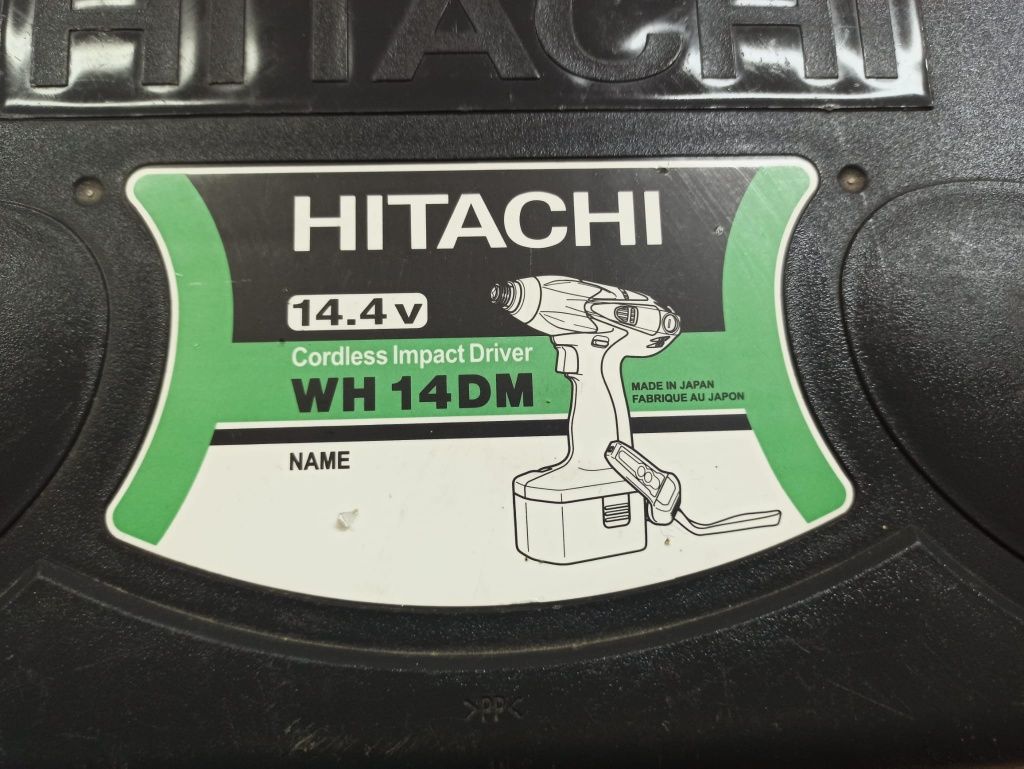 HITACHI
HITACHI
14.4 v
Cordless Impact Driver
WH 14DM
MADE IN JAPAN
FABRIQUE AU JAPON
NAME
>PP<